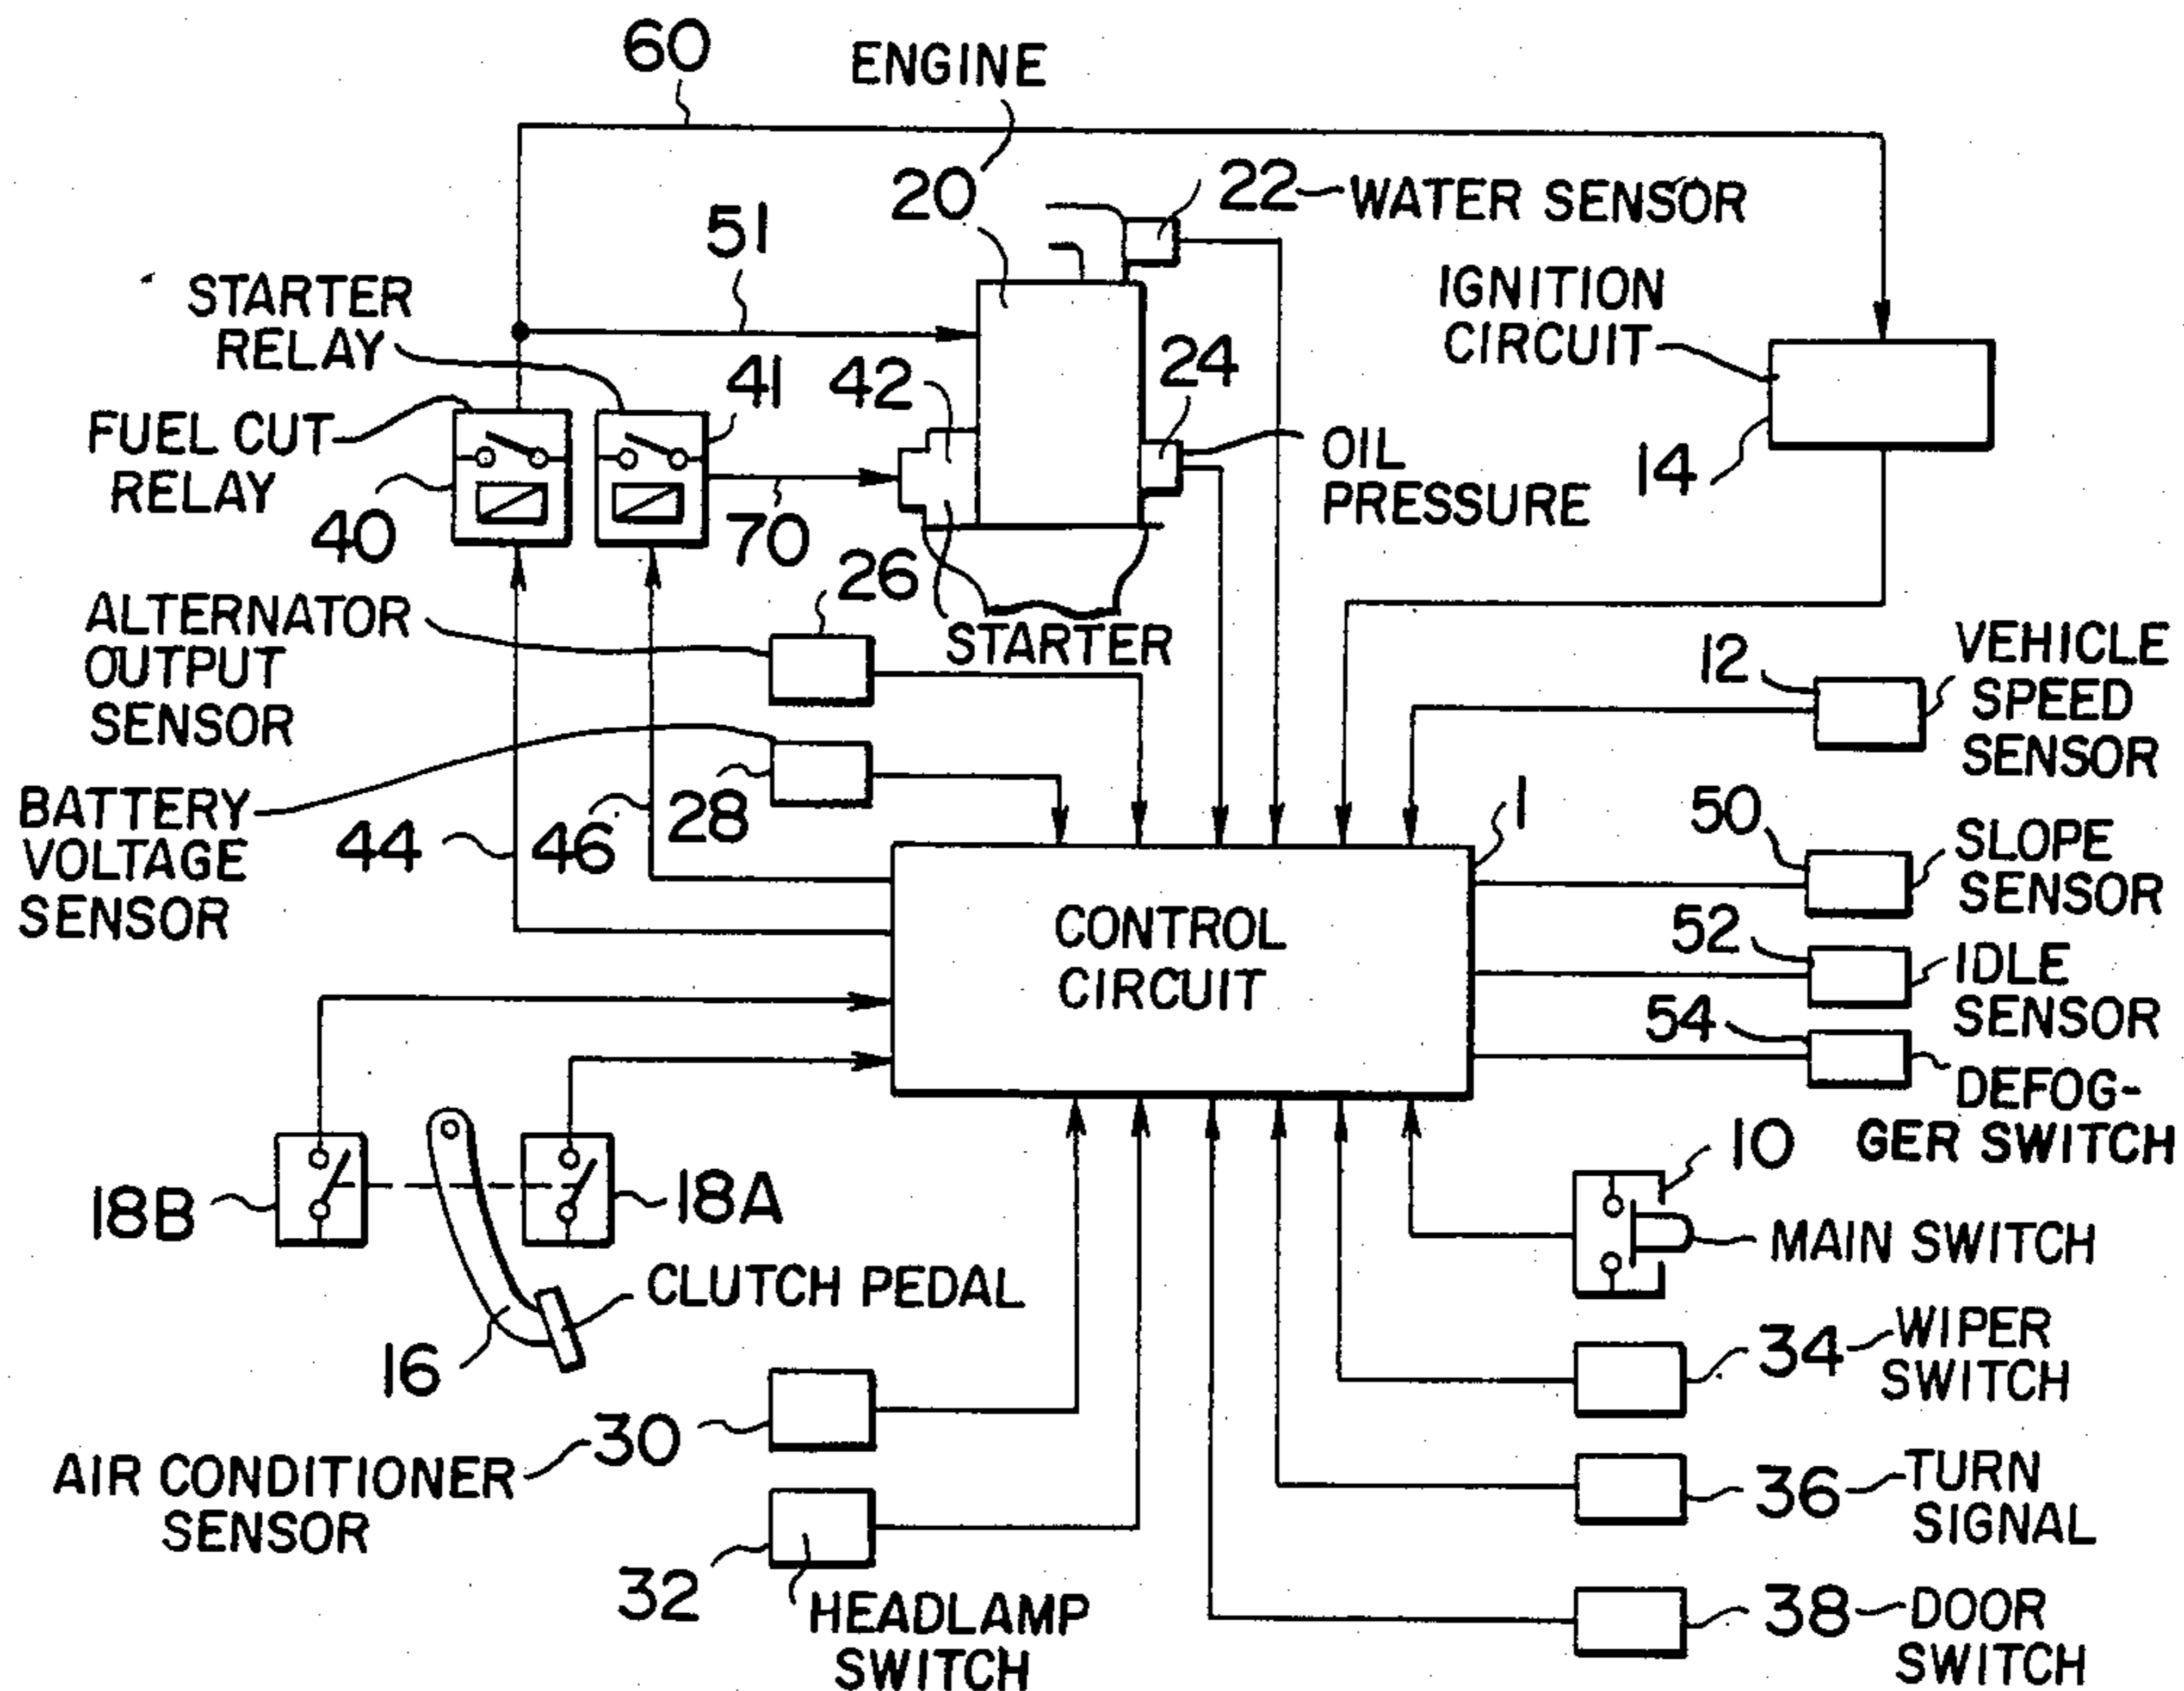 60
ENGINE
20
22
WATER SENSOR
51
STARTER
RELAY
IGNITION
CIRCUIT
41
42
24
FUEL CUT
RELAY
40
OIL
PRESSURE
14
70
26
ALTERNATOR
OUTPUT
SENSOR
STARTER
12
VEHICLE
SPEED
SENSOR
BATTERY
VOLTAGE
SENSOR
44
46
28
1
50
SLOPE
SENSOR
CONTROL
CIRCUIT
52
IDLE
SENSOR
54
DEFOG-
GER SWITCH
10
18B
18A
MAIN SWITCH
CLUTCH PEDAL
16
34
WIPER
SWITCH
30
AIR CONDITIONER
SENSOR
36
TURN
SIGNAL
32
HEADLAMP
SWITCH
38
DOOR
SWITCH